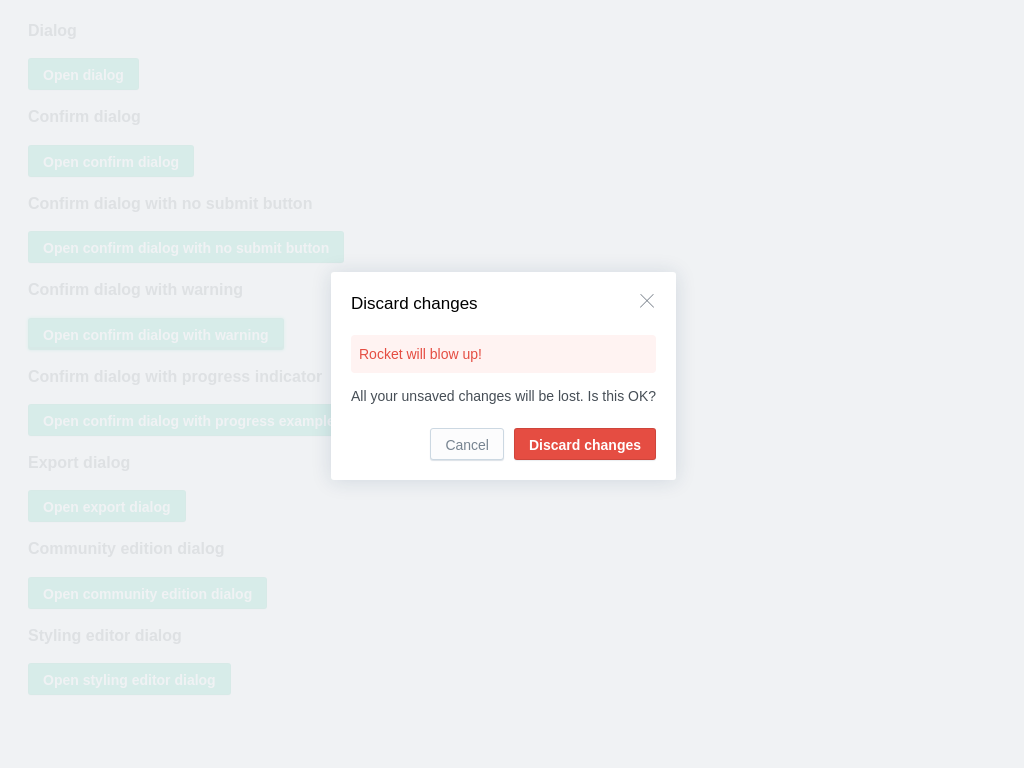 Dialog
Open dialog
Confirm dialog
Open confirm dialog
Confirm dialog with no submit button
Open confirm dialog with no submit button
Confirm dialog with warning
Open confirm dialog with warning
Confirm dialog with progress indicator
Open confirm dialog with progress example
Export dialog
Open export dialog
Community edition dialog
Open community edition dialog
Styling editor dialog
Open styling editor dialog
Discard changes
Rocket will blow up!
All your unsaved changes will be lost. Is this OK?
Cancel
Discard changes